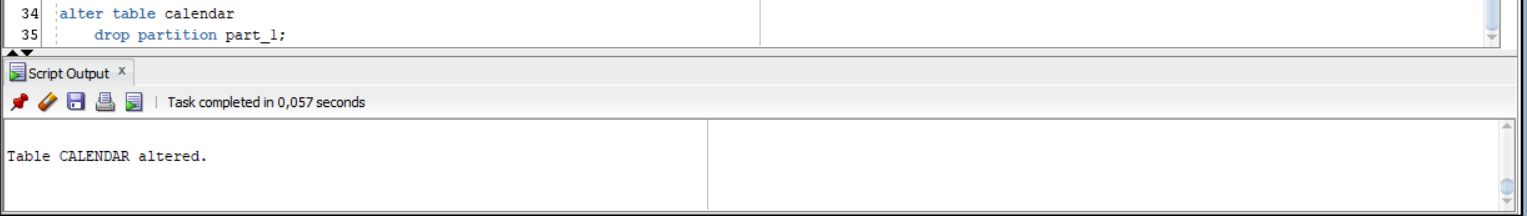 34 alter table calendar
35 drop partition part_1;
Script Output x
Task completed in 0,057 seconds
Table CALENDAR altered.